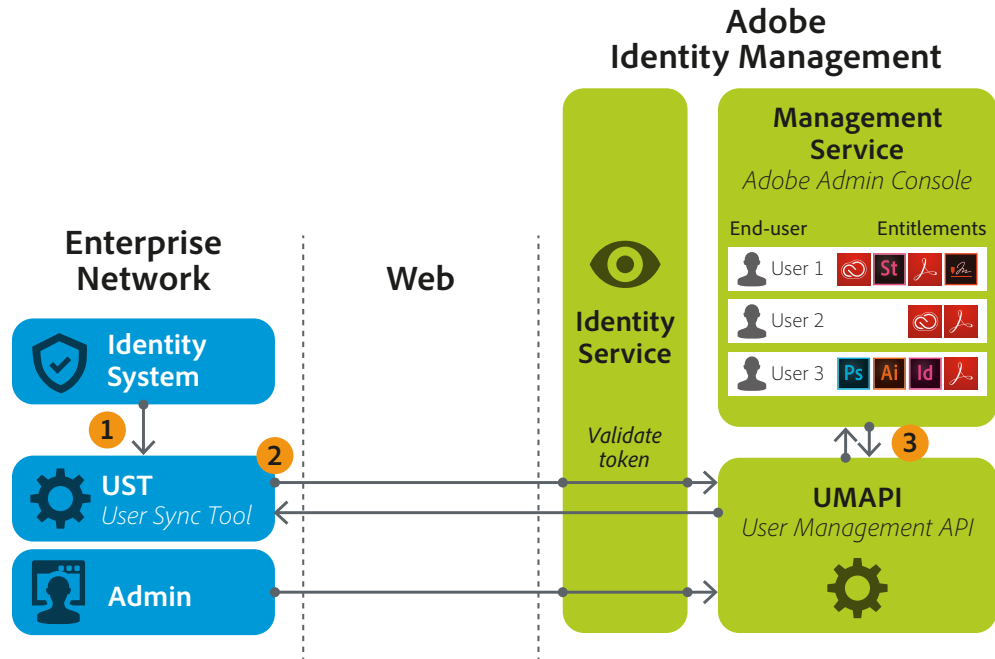 Adobe
Identity Management
Enterprise
Network
Web
Identity
System
1
UST
User Sync Tool
2
Admin
Identity
Service
Validate
token
Management
Service
Adobe Admin Console
End-user Entitlements
User 1 St
User 2
User 3 Ps Ai Id
3
UMAPI
User Management API